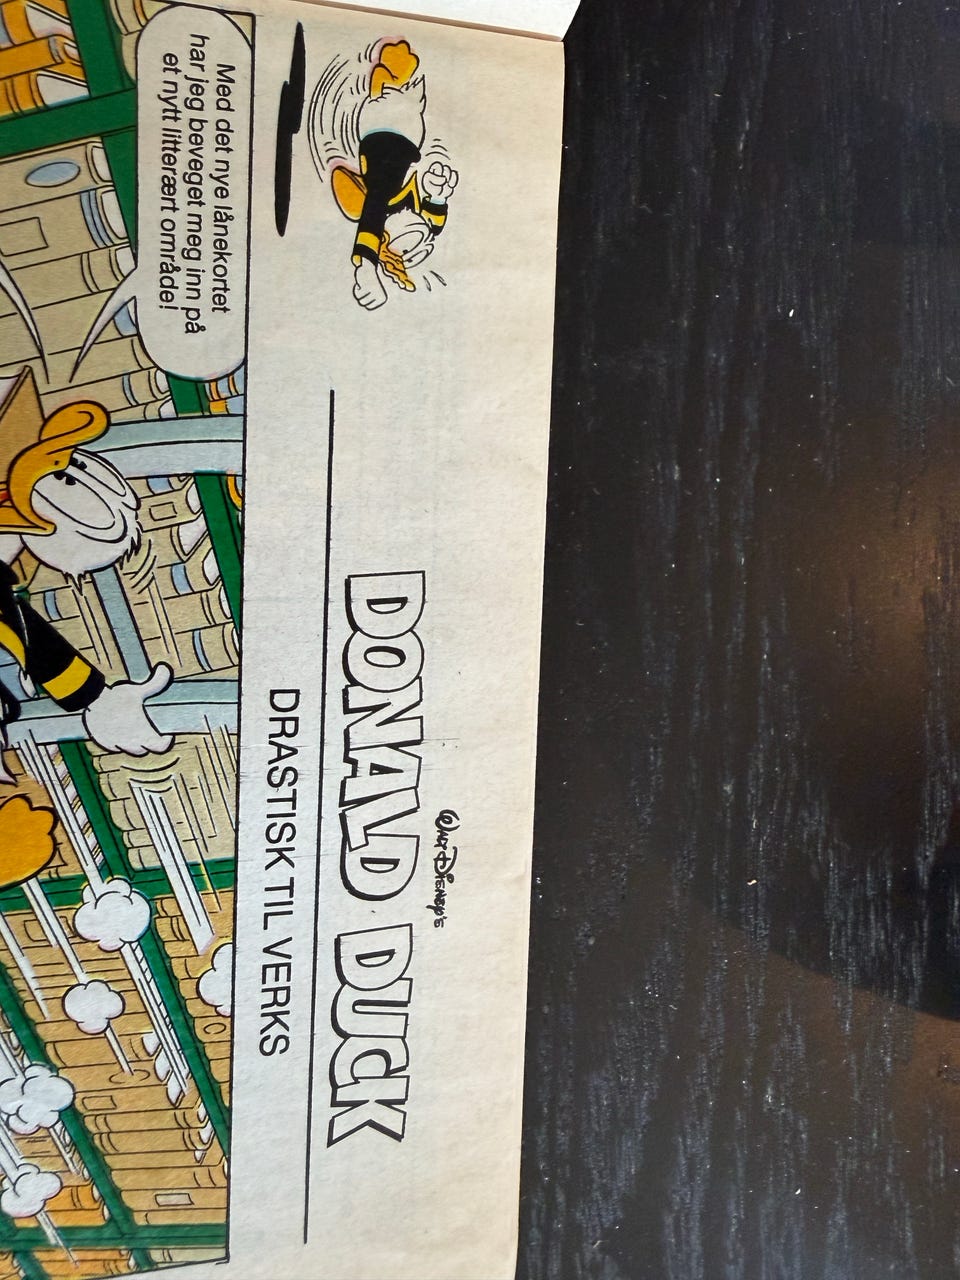 WALT DISNEY'S
DONALD DUCK
DRASTISK TIL VERKS
Med det nye lånekortet
har jeg beveget meg inn på
et nytt litterært område!